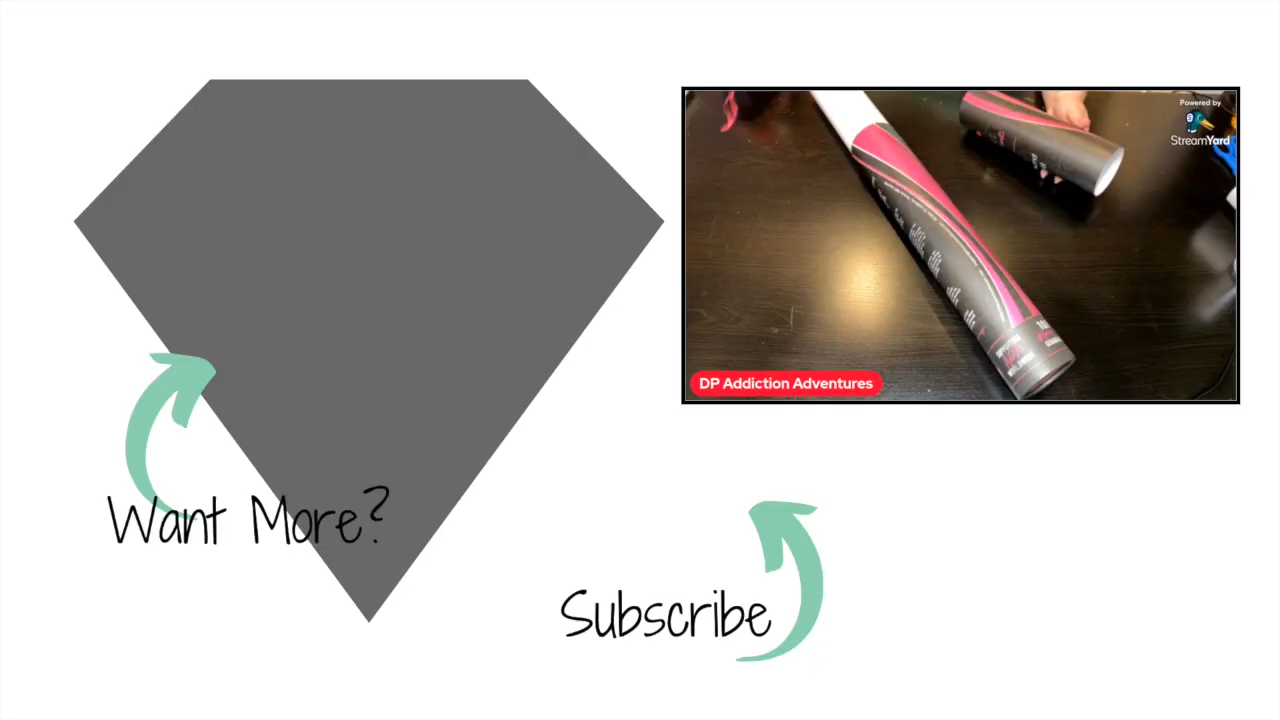 Powered by
StreamYard
DP Addiction Adventures
Want More?
Subscribe